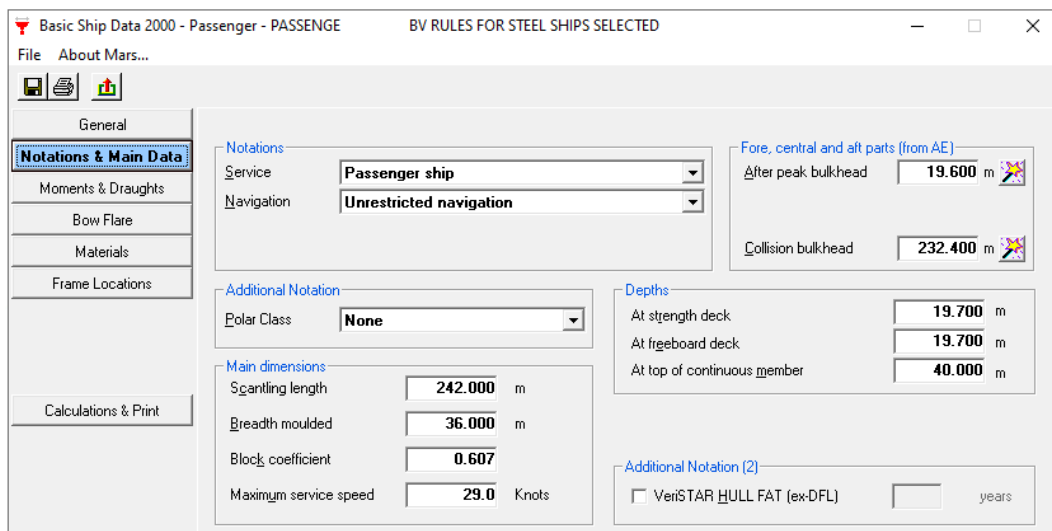 Basic Ship Data 2000 - Passenger - PASSENGE BV RULES FOR STEEL SHIPS SELECTED
File About Mars...
General
Notations & Main Data
Moments & Draughts
Bow Flare
Materials
Frame Locations
Calculations & Print
Notations
Service Passenger ship
Navigation Unrestricted navigation
Fore, central and aft parts (from AE)
After peak bulkhead 19.600 m
Collision bulkhead 232.400 m
Additional Notation
Polar Class None
Depths
At strength deck 19.700 m
At freeboard deck 19.700 m
At top of continuous member 40.000 m
Main dimensions
Scantling length 242.000 m
Breadth moulded 36.000 m
Block coefficient 0.607
Maximum service speed 29.0 Knots
Additional Notation (2)
VeriSTAR HULL FAT (ex-DFL) years